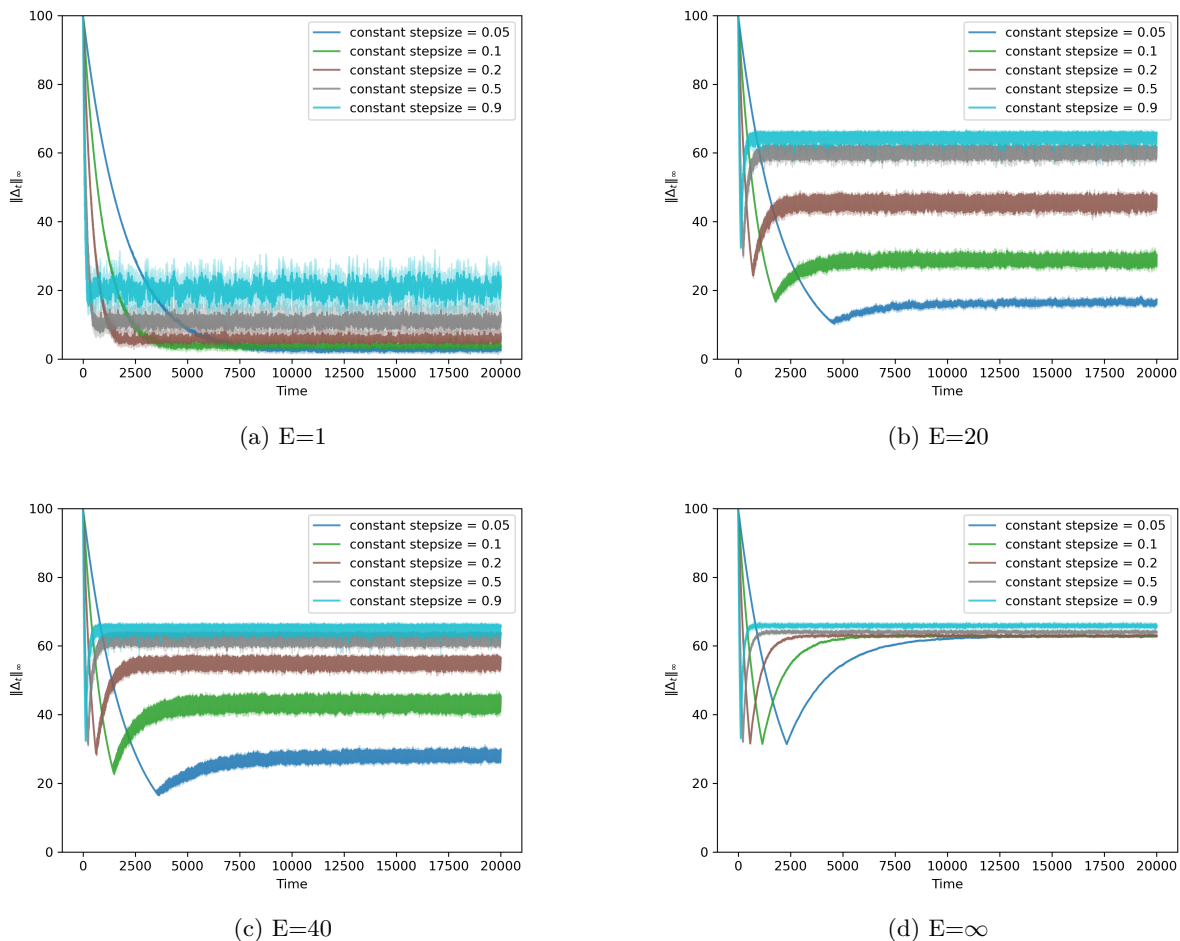 100
80
60
40
20
0
‖Δₜ‖∞
0 2500 5000 7500 10000 12500 15000 17500 20000
Time
constant stepsize = 0.05
constant stepsize = 0.1
constant stepsize = 0.2
constant stepsize = 0.5
constant stepsize = 0.9
(a) E=1
100
80
60
40
20
0
‖Δₜ‖∞
0 2500 5000 7500 10000 12500 15000 17500 20000
Time
constant stepsize = 0.05
constant stepsize = 0.1
constant stepsize = 0.2
constant stepsize = 0.5
constant stepsize = 0.9
(b) E=20
100
80
60
40
20
0
‖Δₜ‖∞
0 2500 5000 7500 10000 12500 15000 17500 20000
Time
constant stepsize = 0.05
constant stepsize = 0.1
constant stepsize = 0.2
constant stepsize = 0.5
constant stepsize = 0.9
(c) E=40
100
80
60
40
20
0
‖Δₜ‖∞
0 2500 5000 7500 10000 12500 15000 17500 20000
Time
constant stepsize = 0.05
constant stepsize = 0.1
constant stepsize = 0.2
constant stepsize = 0.5
constant stepsize = 0.9
(d) E=∞